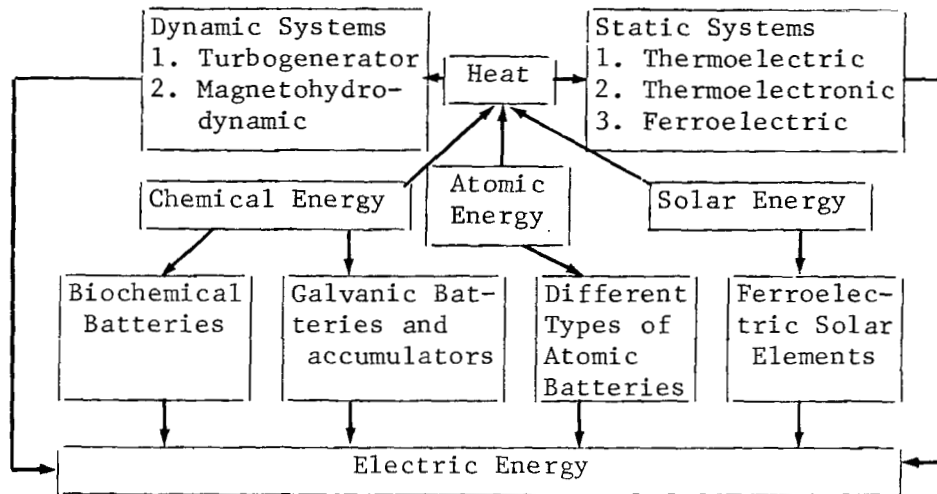 Dynamic Systems
1. Turbogenerator
2. Magnetohydro-
dynamic
Heat
Static Systems
1. Thermoelectric
2. Thermoelectronic
3. Ferroelectric
Chemical Energy
Atomic
Energy
Solar Energy
Biochemical
Batteries
Galvanic Bat-
teries and
accumulators
Different
Types of
Atomic
Batteries
Ferroelec-
tric Solar
Elements
Electric Energy